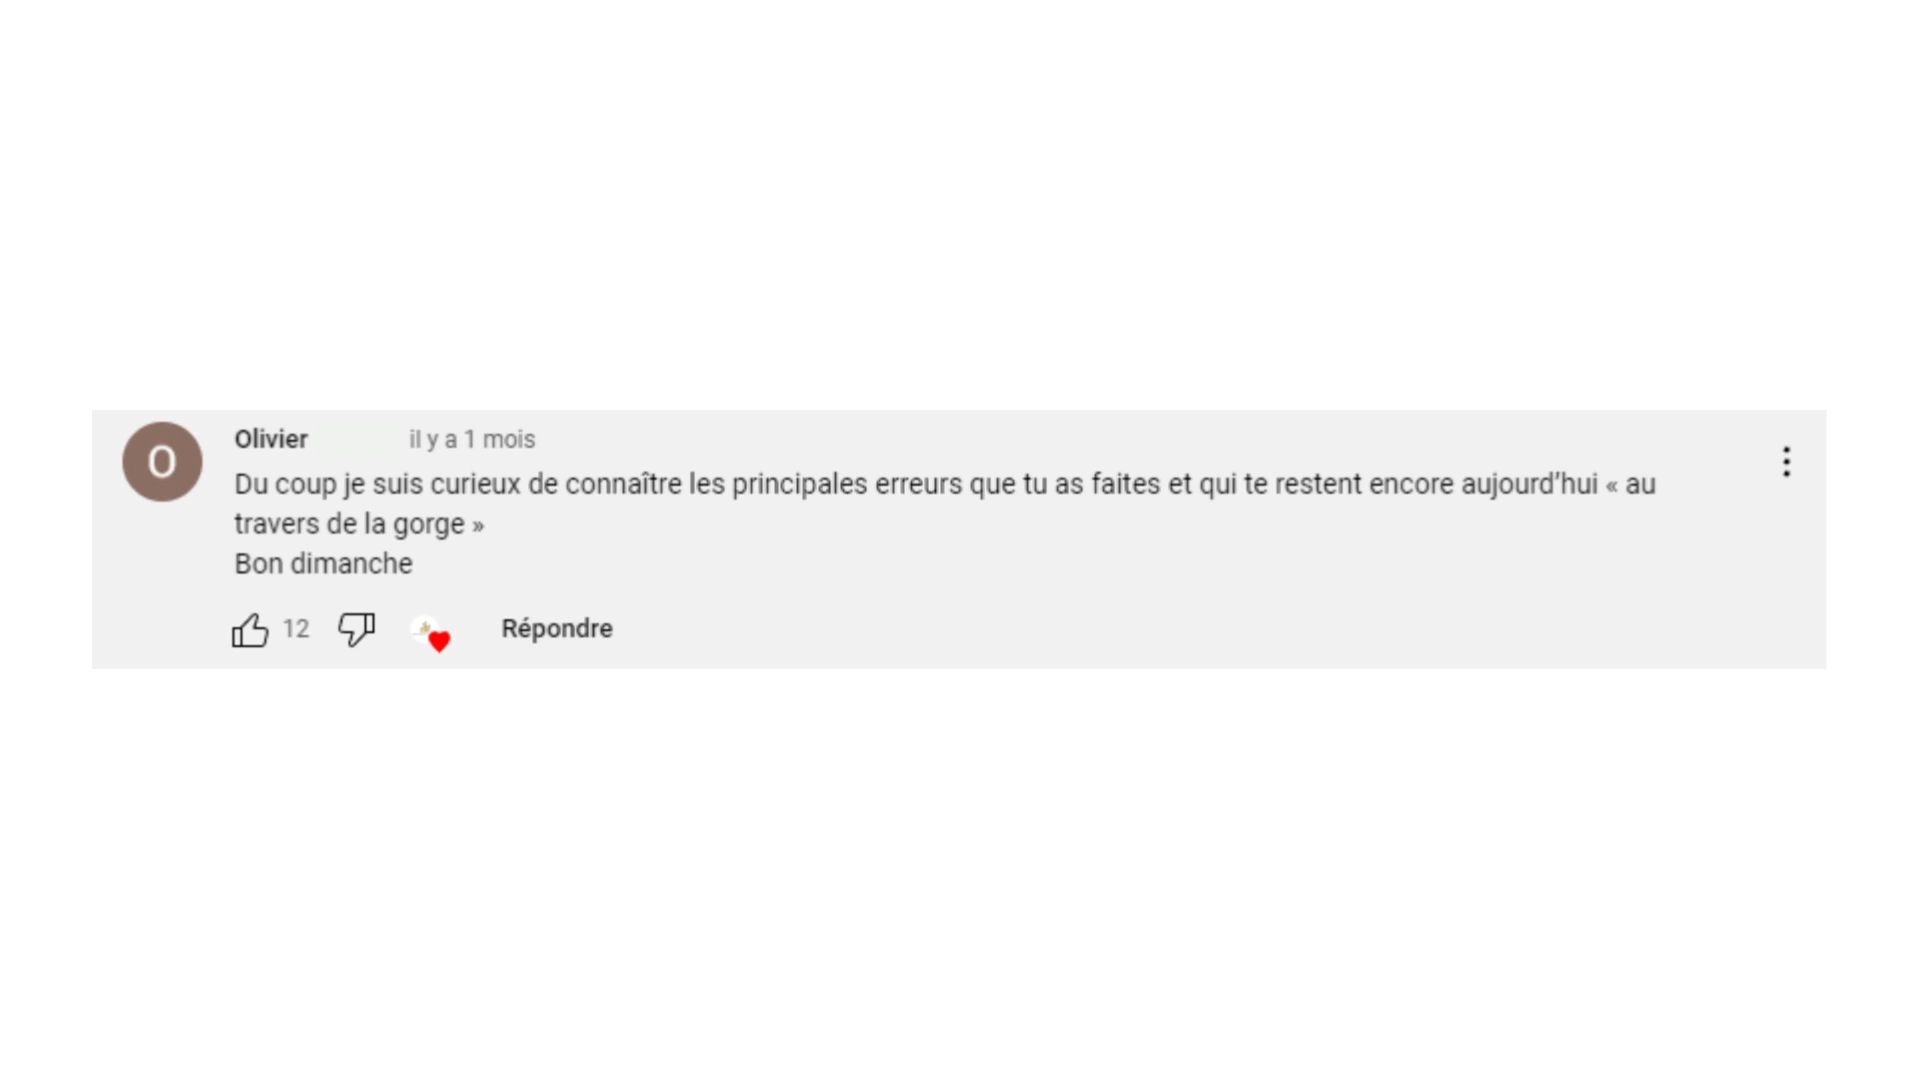 O
Olivier il y a 1 mois
Du coup je suis curieux de connaître les principales erreurs que tu as faites et qui te restent encore aujourd'hui « au
travers de la gorge »
Bon dimanche
12 Répondre